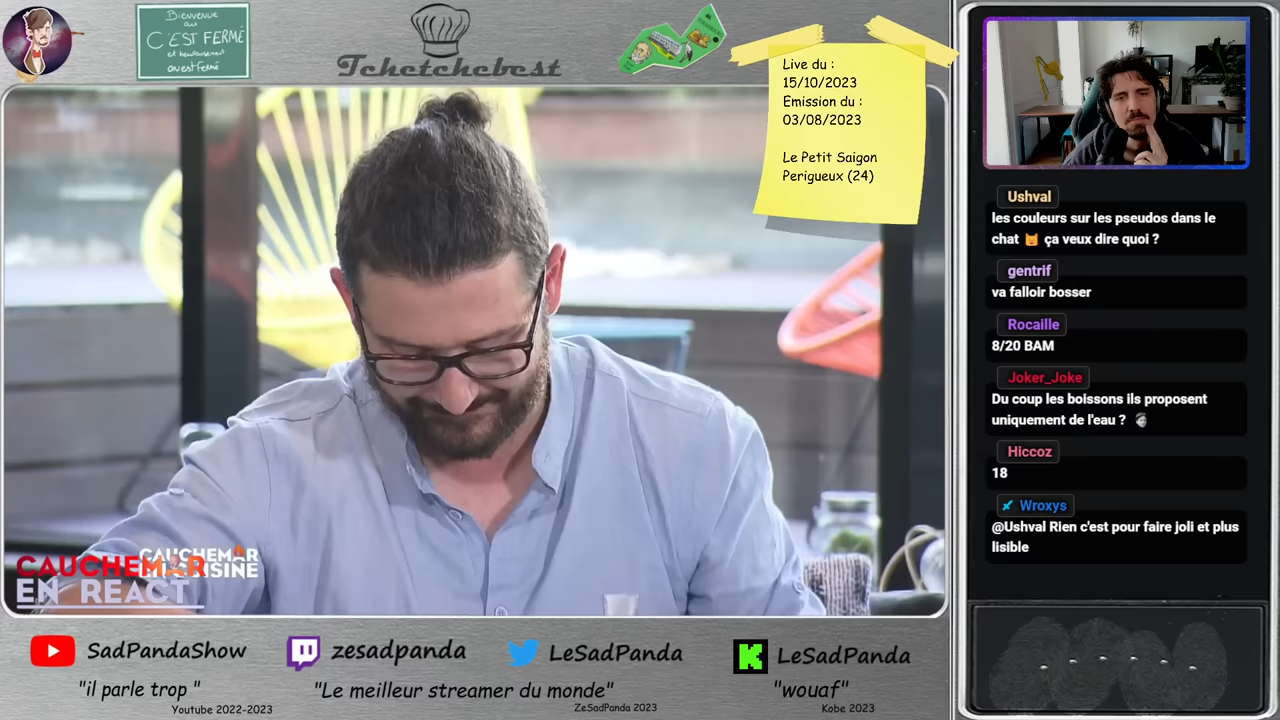 Bienvenue
au
C'EST FERMÉ
et heureusement
on est fermé
Tchetchebest
Live du :
15/10/2023
Emission du :
03/08/2023
Le Petit Saigon
Perigueux (24)
Ushval
les couleurs sur les pseudos dans le
chat ça veux dire quoi ?
gentrif
va falloir bosser
Rocaille
8/20 BAM
Joker_Joke
Du coup les boissons ils proposent
uniquement de l'eau ?
Hiccoz
18
Wroxys
@Ushval Rien c'est pour faire joli et plus
lisible
CAUCHEMAR
EN CUISINE
CAUCHEMAR
EN REACT
SadPandaShow
zesadpanda
LeSadPanda
LeSadPanda
"il parle trop "
Youtube 2022-2023
"Le meilleur streamer du monde"
ZeSadPanda 2023
"wouaf"
Kobe 2023